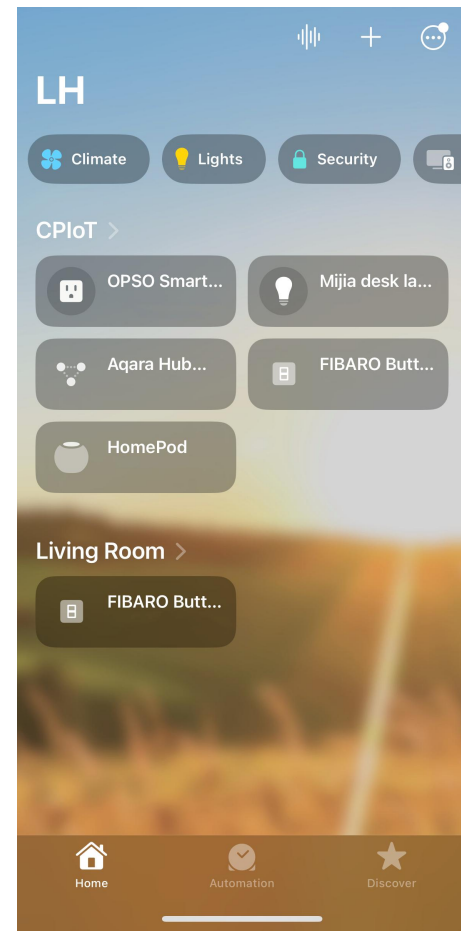 LH
Climate
Lights
Security
CPIoT
OPSO Smart...
Mijia desk la...
Aqara Hub...
FIBARO Butt...
HomePod
Living Room
FIBARO Butt...
Home
Automation
Discover